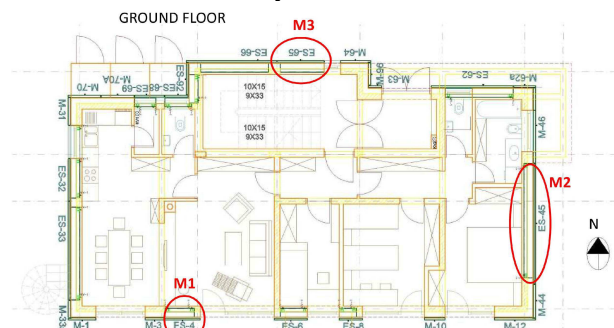 GROUND FLOOR
M3
ES-66
ES-65
M-64
M-96
M-63
ES-62
M-62a
M-70
M-70A
ES-69
ES-68
ES-92
M-31
10X15
9X33
10X15
9X33
M-46
ES-32
M2
ES-33
ES-45
N
M1
M-44
M-33
M-1
M-3
ES-4
ES-6
ES-8
M-10
M-12